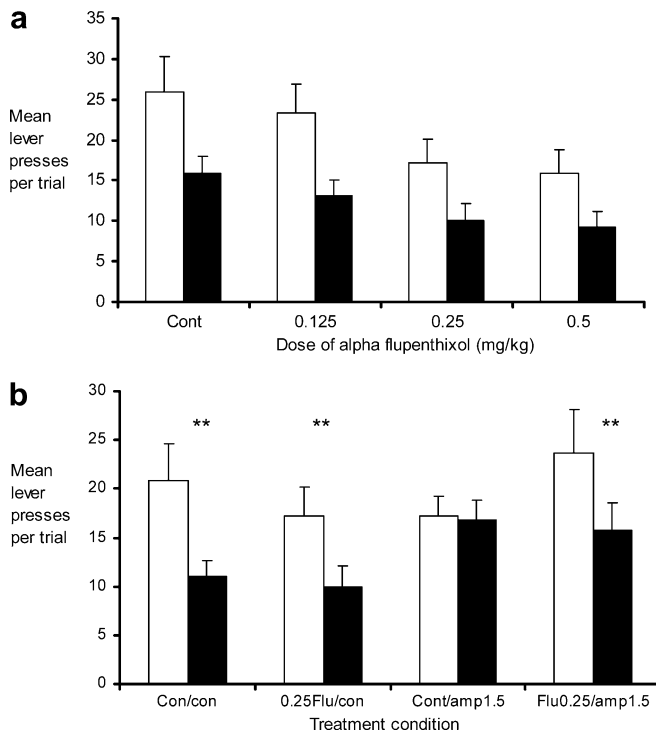 a
35
30
25
20
15
10
5
0
Mean
lever
presses
per trial
Cont 0.125 0.25 0.5
Dose of alpha flupenthixol (mg/kg)
b
30
25
20
15
10
5
0
Mean
lever
presses
per trial
** ** **
Con/con 0.25Flu/con Cont/amp1.5 Flu0.25/amp1.5
Treatment condition